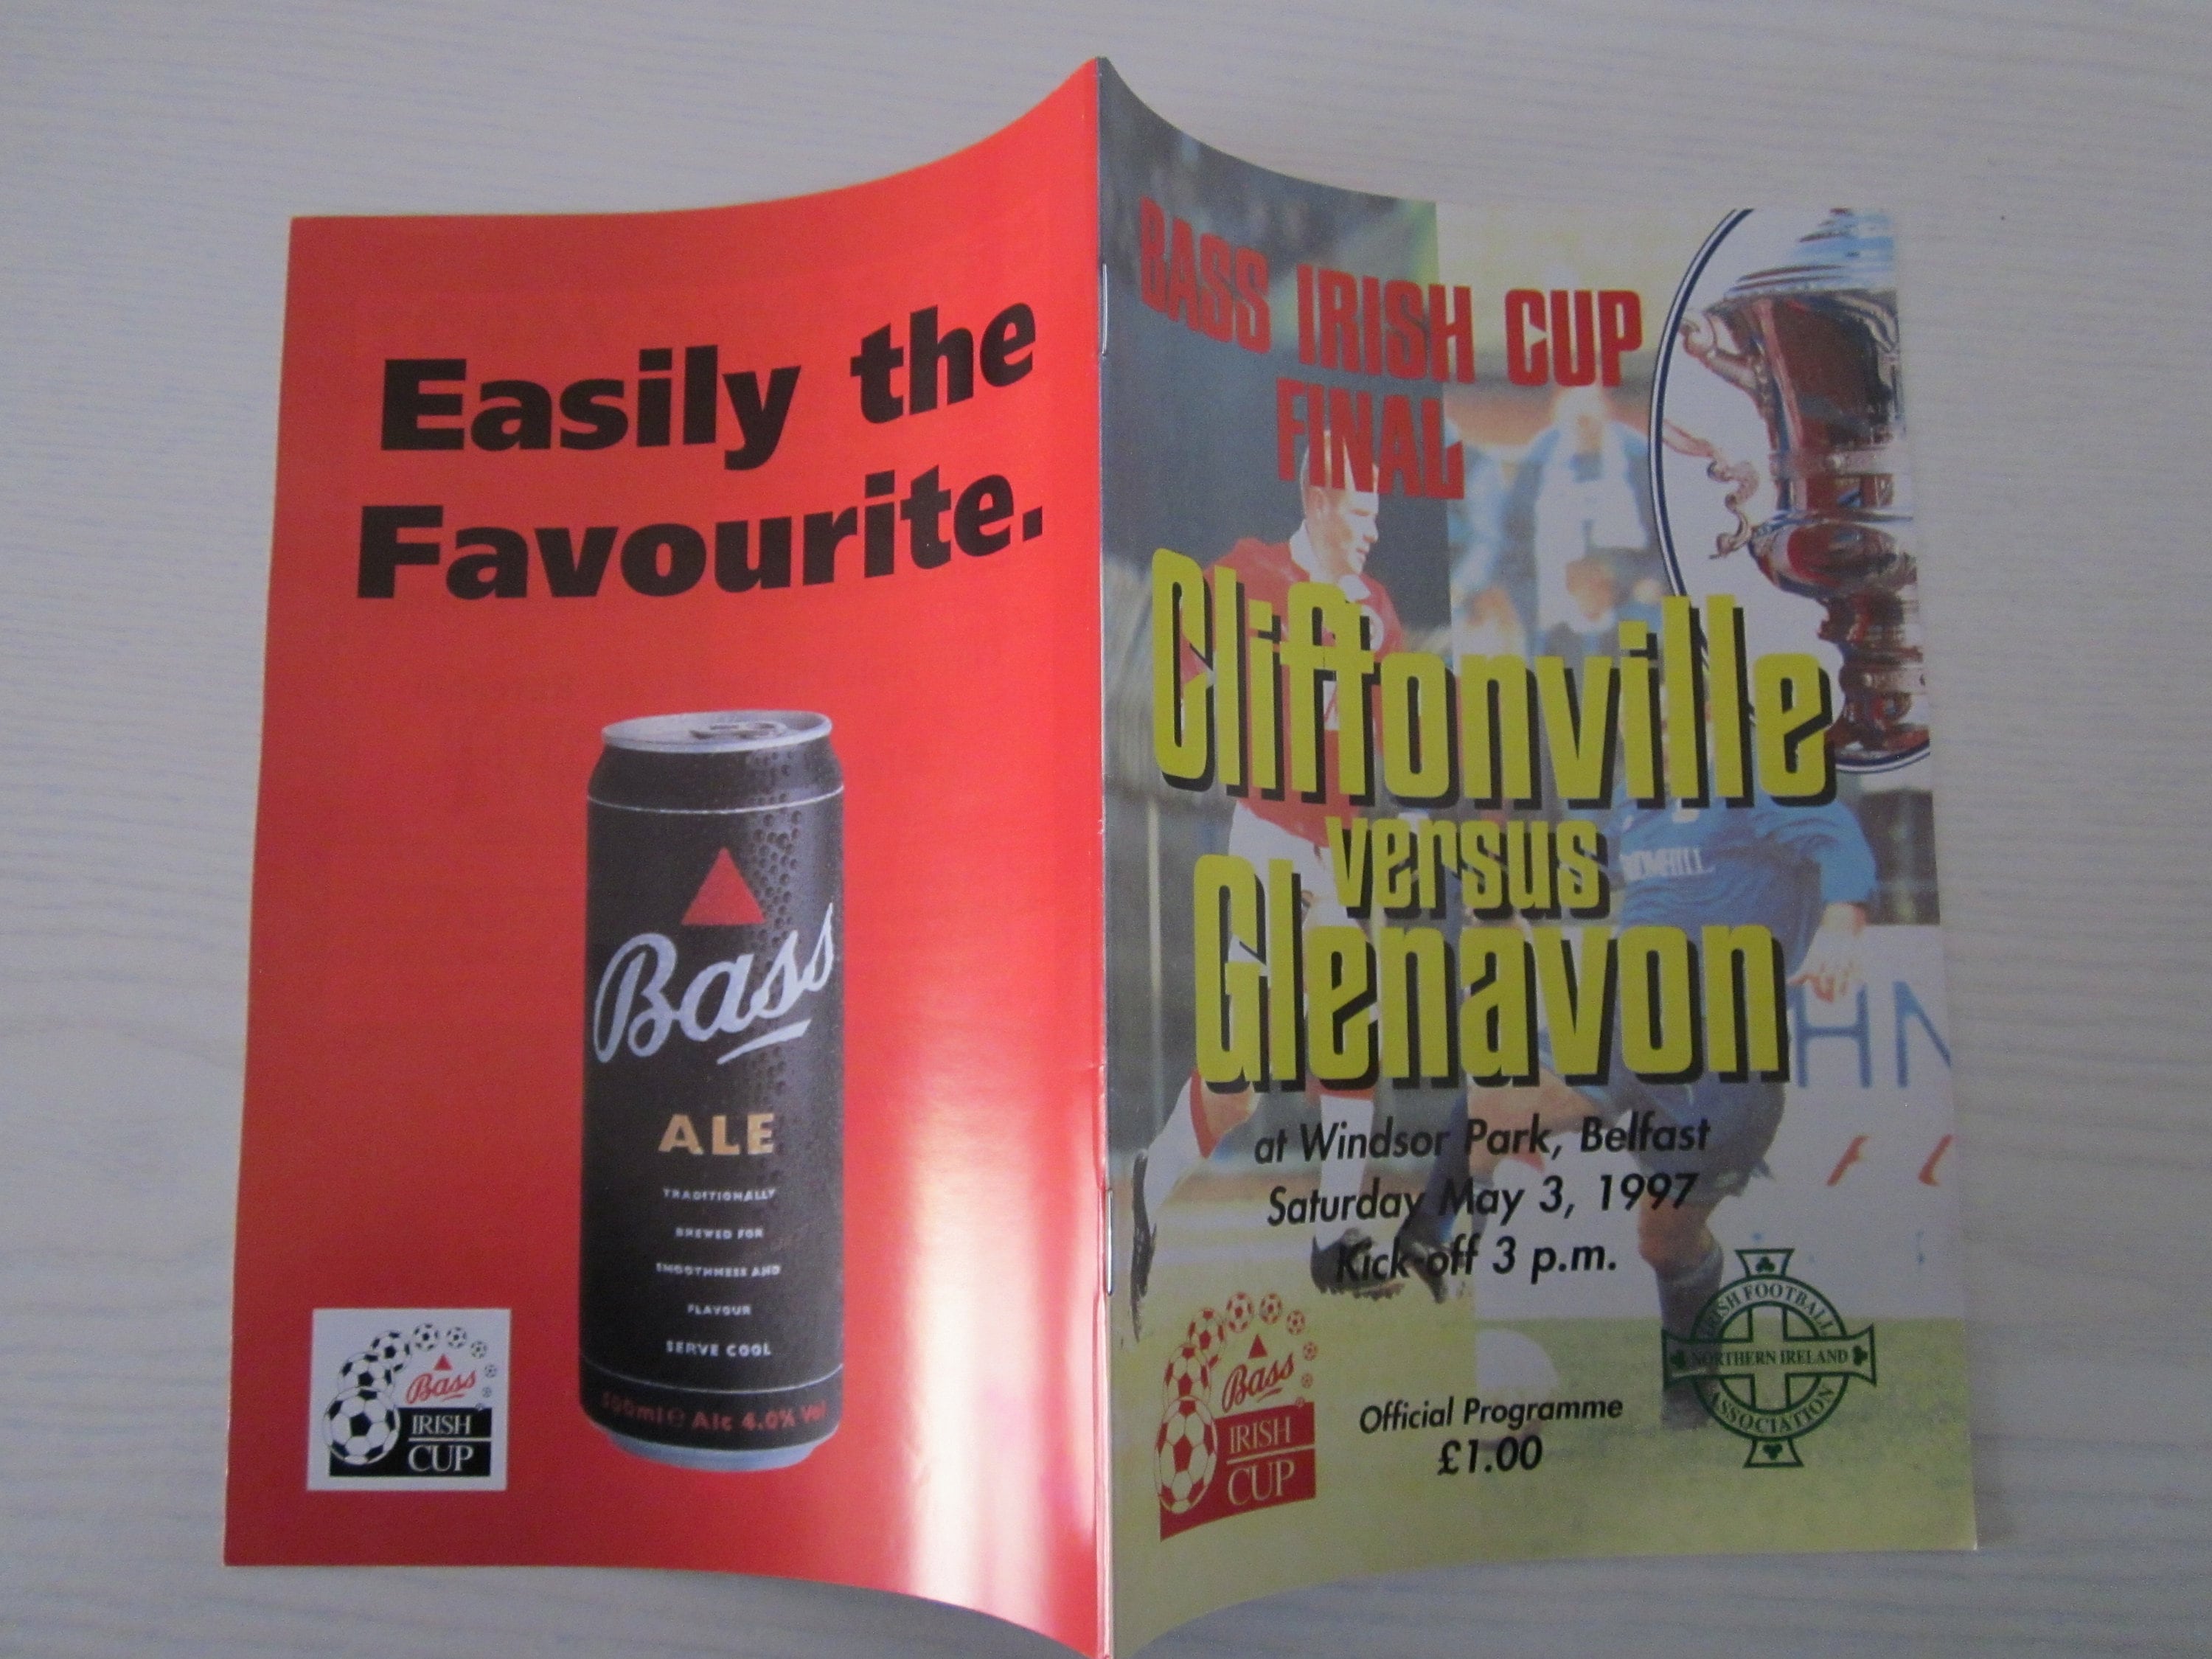 Easily the
Favourite.
Bass
ALE
TRADITIONALLY
BREWED FOR
SMOOTHNESS AND
FLAVOUR
SERVE COOL
500ml e Alc 4.0% Vol
Bass
IRISH
CUP
BASS IRISH CUP
FINAL
Cliftonville
versus
Glenavon
HN
at Windsor Park, Belfast
Saturday May 3, 1997
Kick-off 3 p.m.
Bass
IRISH
CUP
Official Programme
£1.00
IRISH FOOTBALL
NORTHERN IRELAND
ASSOCIATION